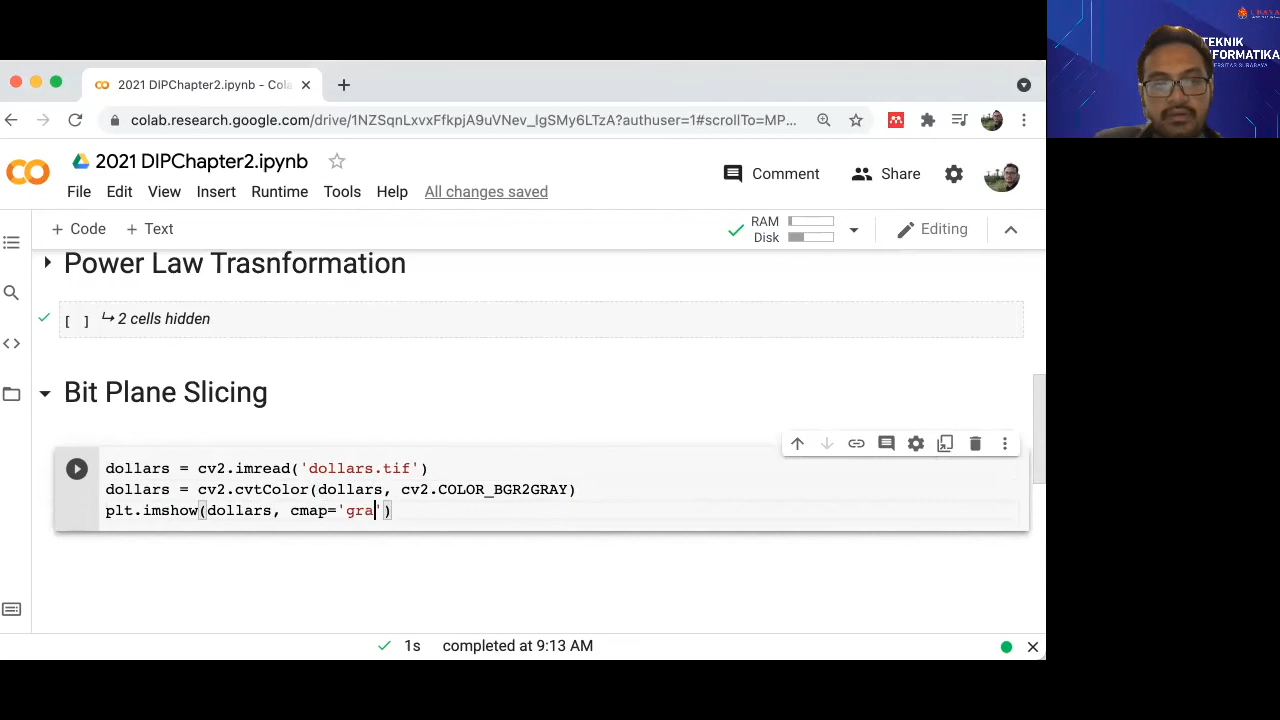 2021 DIPChapter2.ipynb - Cola
colab.research.google.com/drive/1NZSqnLxvxFfkpjA9uVNev_IgSMy6LTzA?authuser=1#scrollTo=MP...
2021 DIPChapter2.ipynb
File Edit View Insert Runtime Tools Help All changes saved
Comment
Share
+ Code + Text
RAM
Disk
Editing
Power Law Trasnformation
[ ] ↳ 2 cells hidden
Bit Plane Slicing
dollars = cv2.imread('dollars.tif')
dollars = cv2.cvtColor(dollars, cv2.COLOR_BGR2GRAY)
plt.imshow(dollars, cmap='gra')
1s completed at 9:13 AM
UBAYA
TEKNIK
NFORMATIKA